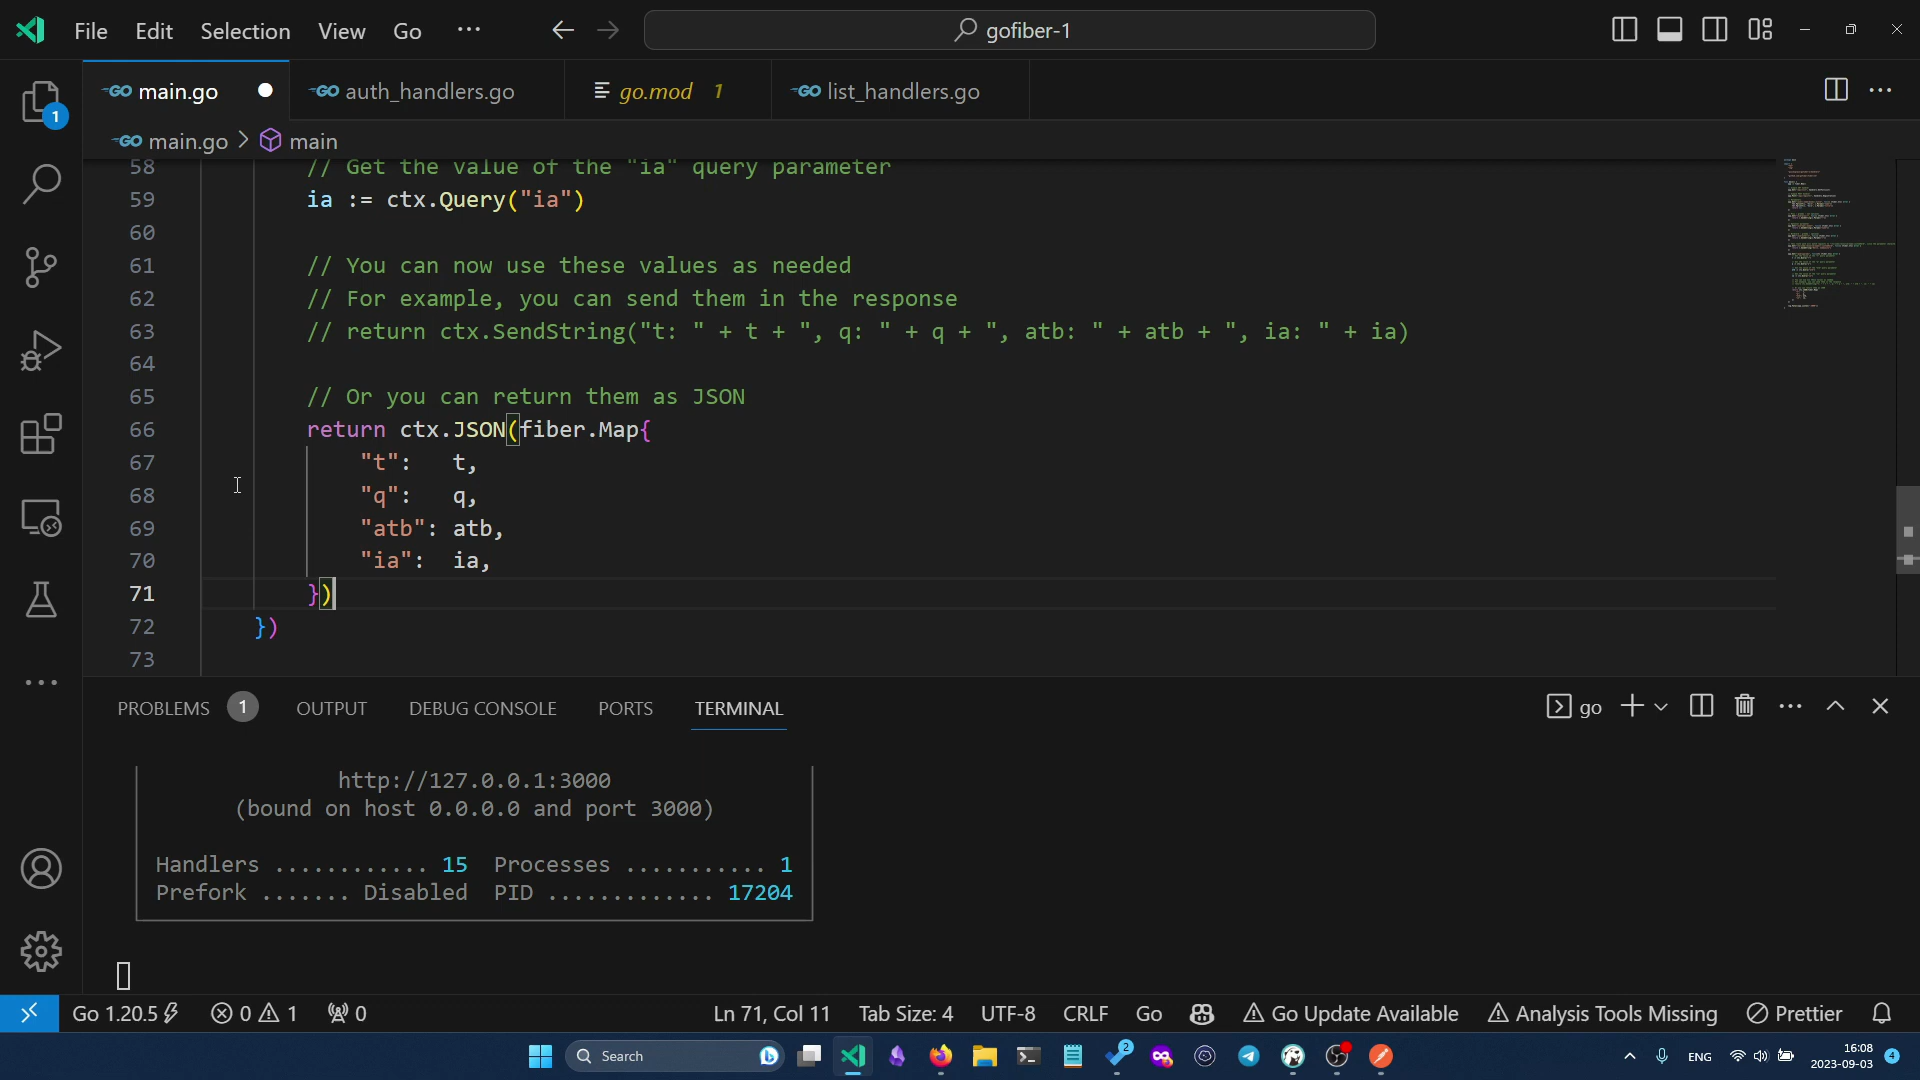 File Edit Selection View Go ···
gofiber-1
GO main.go GO auth_handlers.go go.mod 1 GO list_handlers.go
1
GO main.go > main
58 // Get the value of the "ia" query parameter
59 ia := ctx.Query("ia")
60
61 // You can now use these values as needed
62 // For example, you can send them in the response
63 // return ctx.SendString("t: " + t + ", q: " + q + ", atb: " + atb + ", ia: " + ia)
64
65 // Or you can return them as JSON
66 return ctx.JSON(fiber.Map{
67 "t": t,
68 "q": q,
69 "atb": atb,
70 "ia": ia,
71 })
72 })
73
PROBLEMS 1 OUTPUT DEBUG CONSOLE PORTS TERMINAL go
http://127.0.0.1:3000
(bound on host 0.0.0.0 and port 3000)
Handlers ............ 15 Processes ........... 1
Prefork ....... Disabled PID ............. 17204
Go 1.20.5 0 1 0 Ln 71, Col 11 Tab Size: 4 UTF-8 CRLF Go Go Update Available Analysis Tools Missing Prettier
Search 2 ENG 16:08 4
2023-09-03